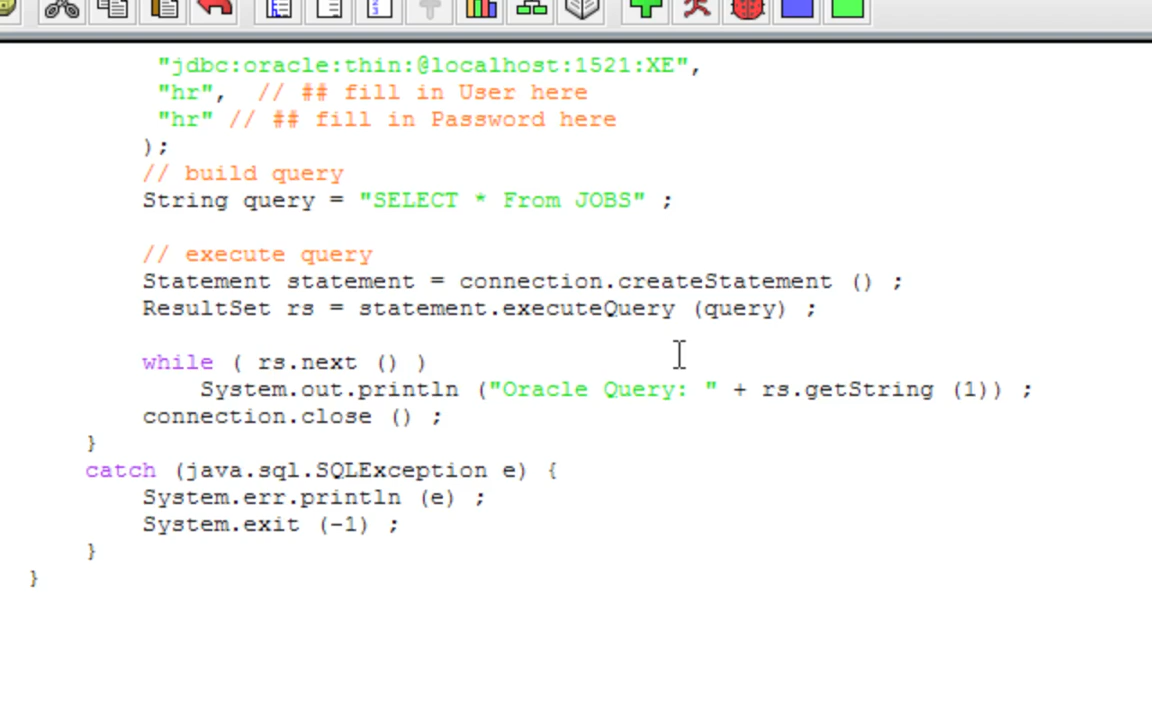 "jdbc:oracle:thin:@localhost:1521:XE",
"hr",  // ## fill in User here
"hr" // ## fill in Password here
);
// build query
String query = "SELECT * From JOBS" ;
// execute query
Statement statement = connection.createStatement () ;
ResultSet rs = statement.executeQuery (query) ;
while ( rs.next () )
System.out.println ("Oracle Query: " + rs.getString (1)) ;
connection.close () ;
}
catch (java.sql.SQLException e) {
System.err.println (e) ;
System.exit (-1) ;
}
}